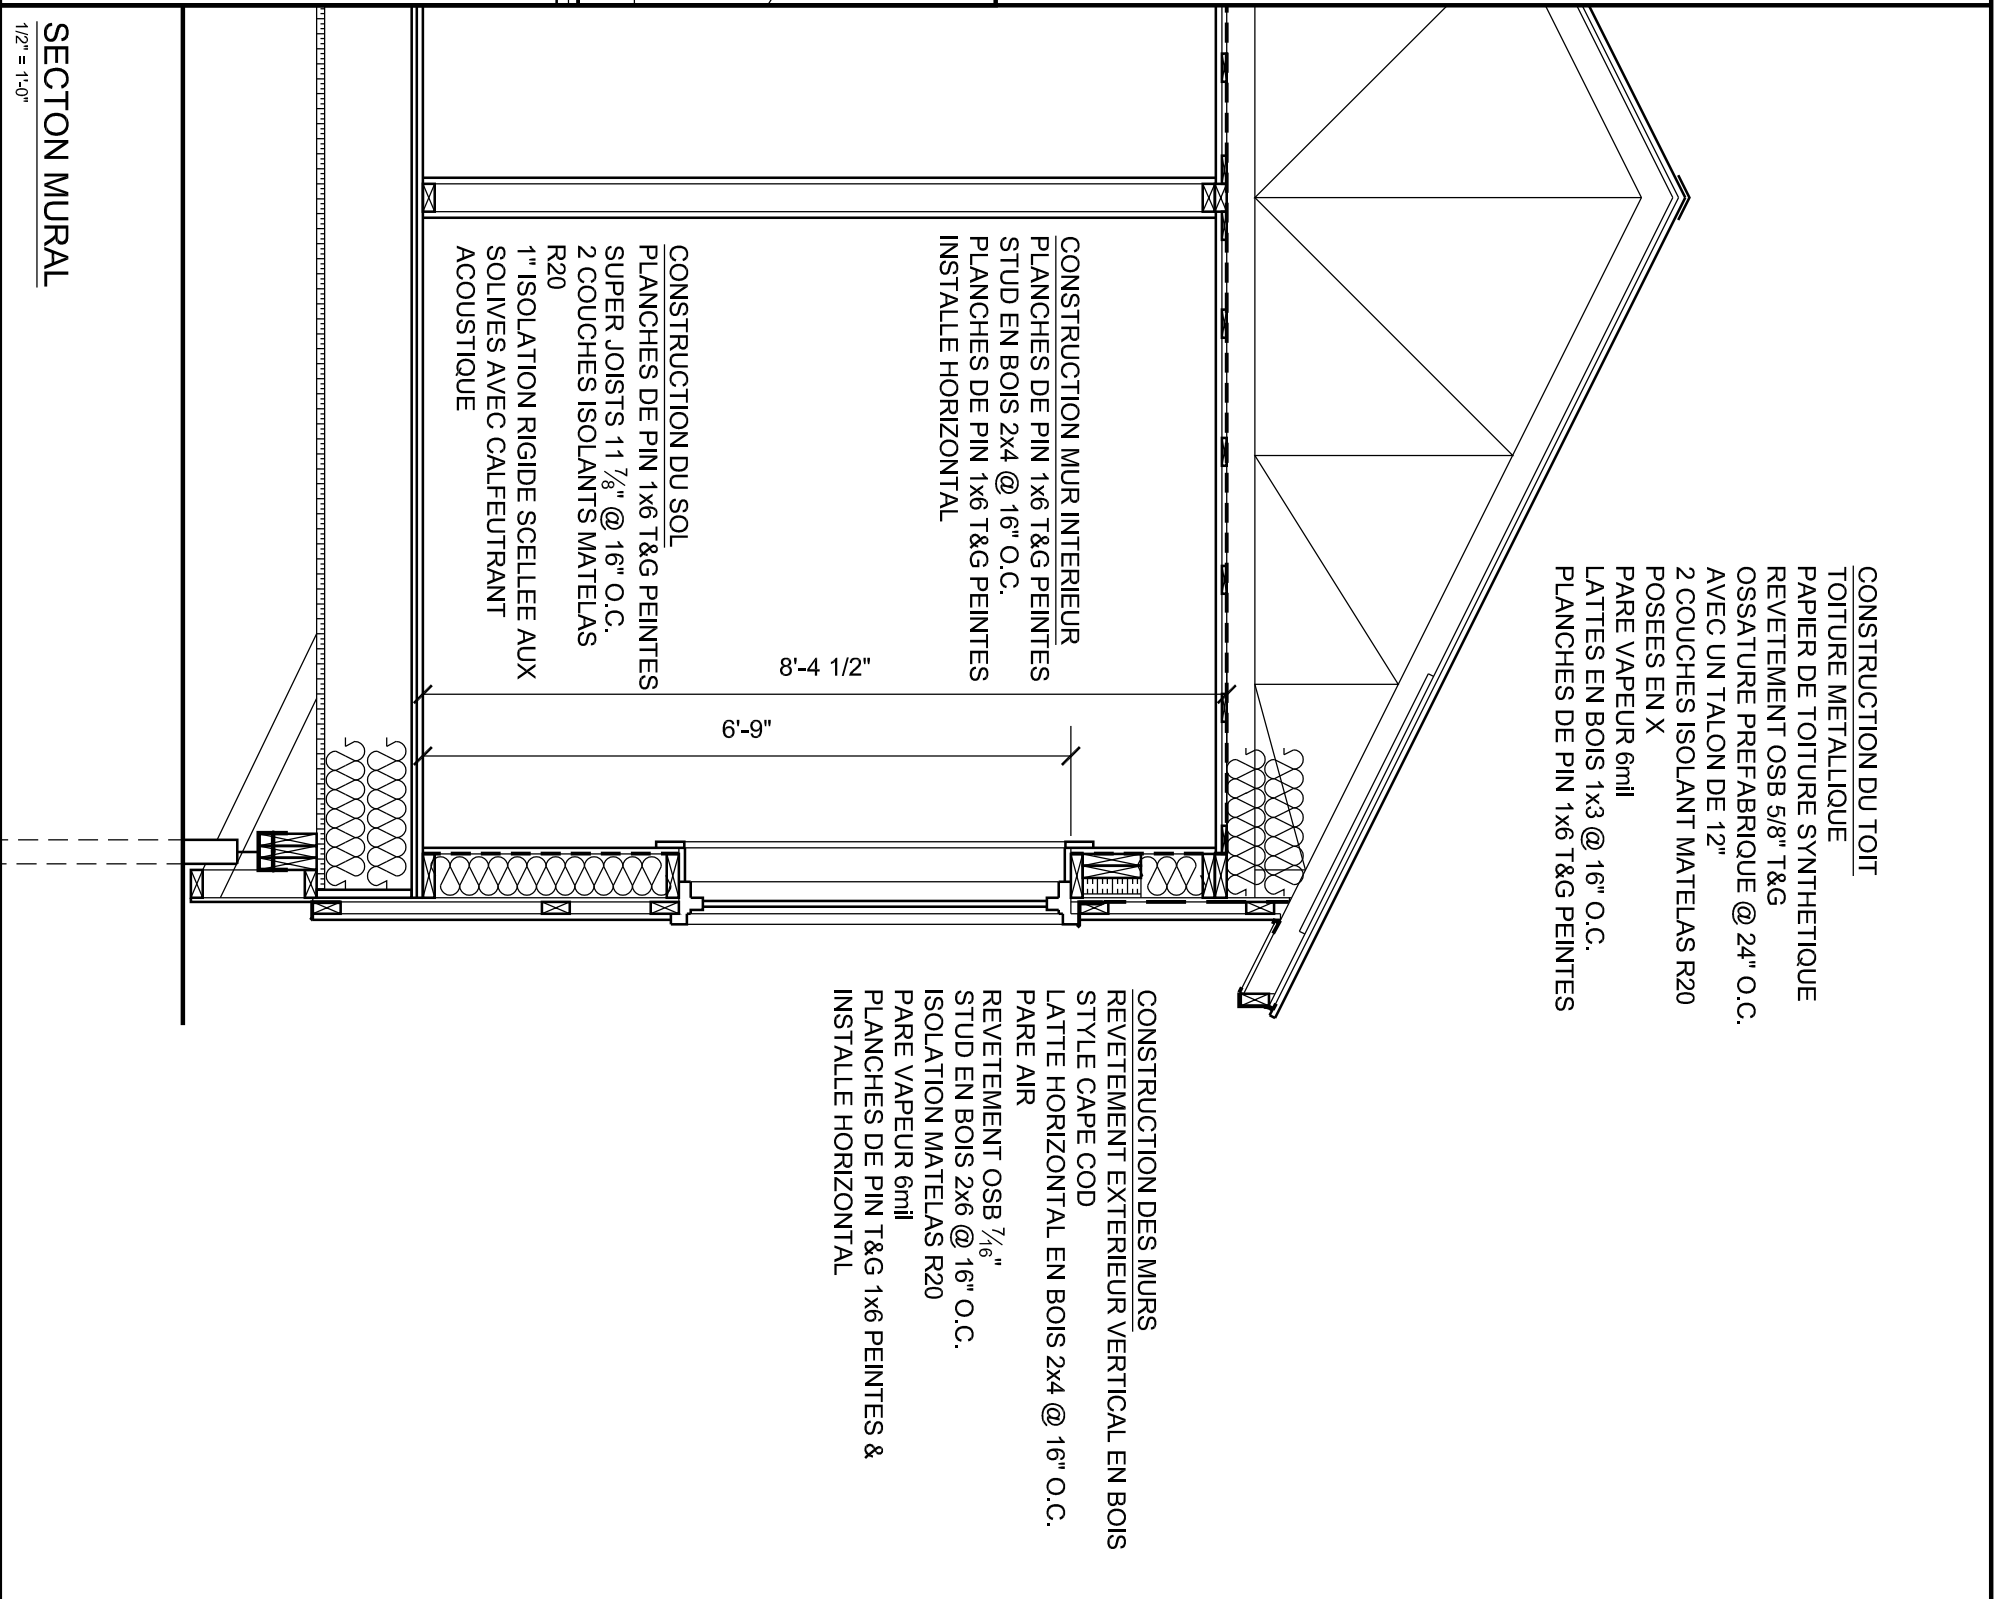 CONSTRUCTION DU TOIT
TOITURE METALLIQUE
PAPIER DE TOITURE SYNTHETIQUE
REVETEMENT OSB 5/8" T&G
OSSATURE PREFABRIQUE @ 24" O.C.
AVEC UN TALON DE 12"
2 COUCHES ISOLANT MATELAS R20
POSEES EN X
PARE VAPEUR 6mil
LATTES EN BOIS 1x3 @ 16" O.C.
PLANCHES DE PIN 1x6 T&G PEINTES
CONSTRUCTION MUR INTERIEUR
PLANCHES DE PIN 1x6 T&G PEINTES
STUD EN BOIS 2x4 @ 16" O.C.
PLANCHES DE PIN 1x6 T&G PEINTES
INSTALLE HORIZONTAL
8'-4 1/2"
6'-9"
CONSTRUCTION DES MURS
REVETEMENT EXTERIEUR VERTICAL EN BOIS
STYLE CAPE COD
LATTE HORIZONTAL EN BOIS 2x4 @ 16" O.C.
PARE AIR
REVETEMENT OSB 7/16"
STUD EN BOIS 2x6 @ 16" O.C.
ISOLATION MATELAS R20
PARE VAPEUR 6mil
PLANCHES DE PIN T&G 1x6 PEINTES &
INSTALLE HORIZONTAL
CONSTRUCTION DU SOL
PLANCHES DE PIN 1x6 T&G PEINTES
SUPER JOISTS 11 7/8" @ 16" O.C.
2 COUCHES ISOLANTS MATELAS
R20
1" ISOLATION RIGIDE SCELLEE AUX
SOLIVES AVEC CALFEUTRANT
ACOUSTIQUE
SECTON MURAL
1/2" = 1'-0"